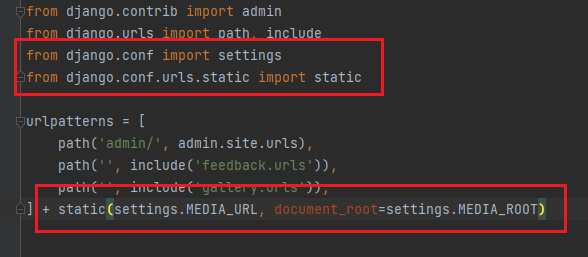 from django.contrib import admin
from django.urls import path, include
from django.conf import settings
from django.conf.urls.static import static
urlpatterns = [
path('admin/', admin.site.urls),
path('', include('feedback.urls')),
path('', include('gallery.urls')),
] + static(settings.MEDIA_URL, document_root=settings.MEDIA_ROOT)